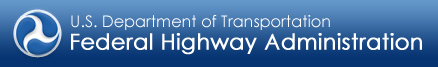 U.S. Department of Transportation
Federal Highway Administration